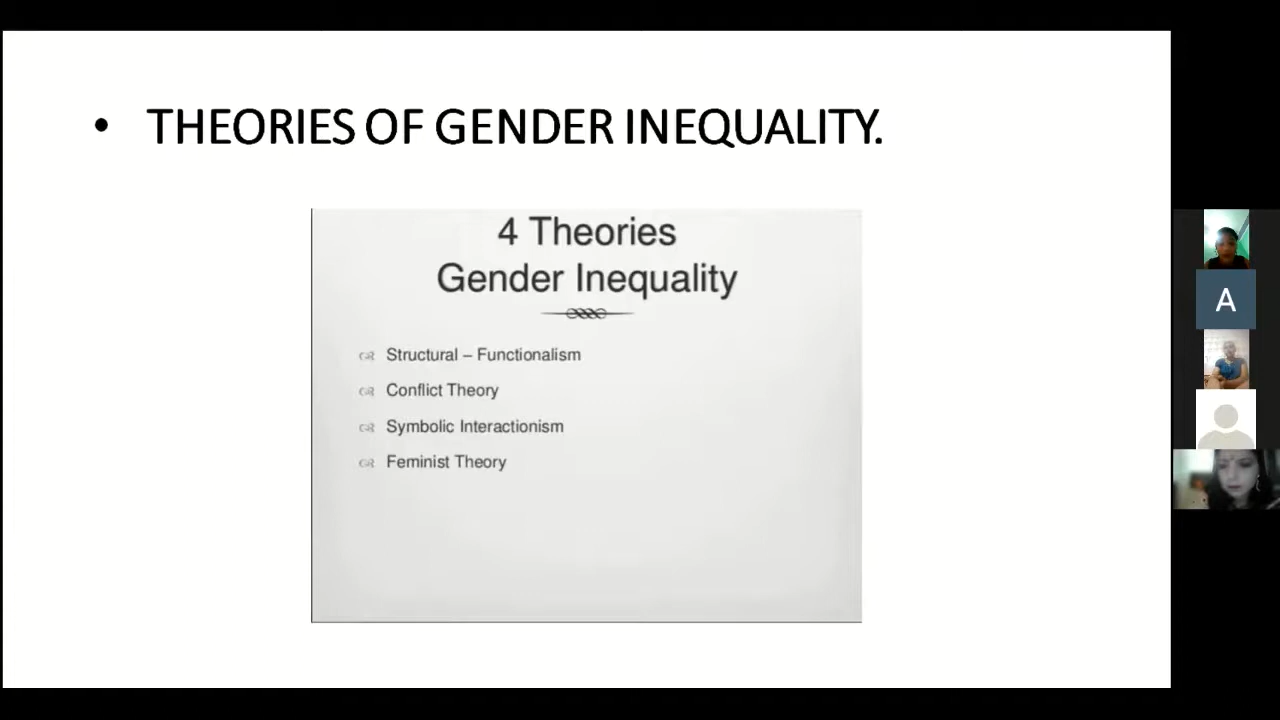 • THEORIES OF GENDER INEQUALITY.
4 Theories
Gender Inequality
Structural – Functionalism
Conflict Theory
Symbolic Interactionism
Feminist Theory
A